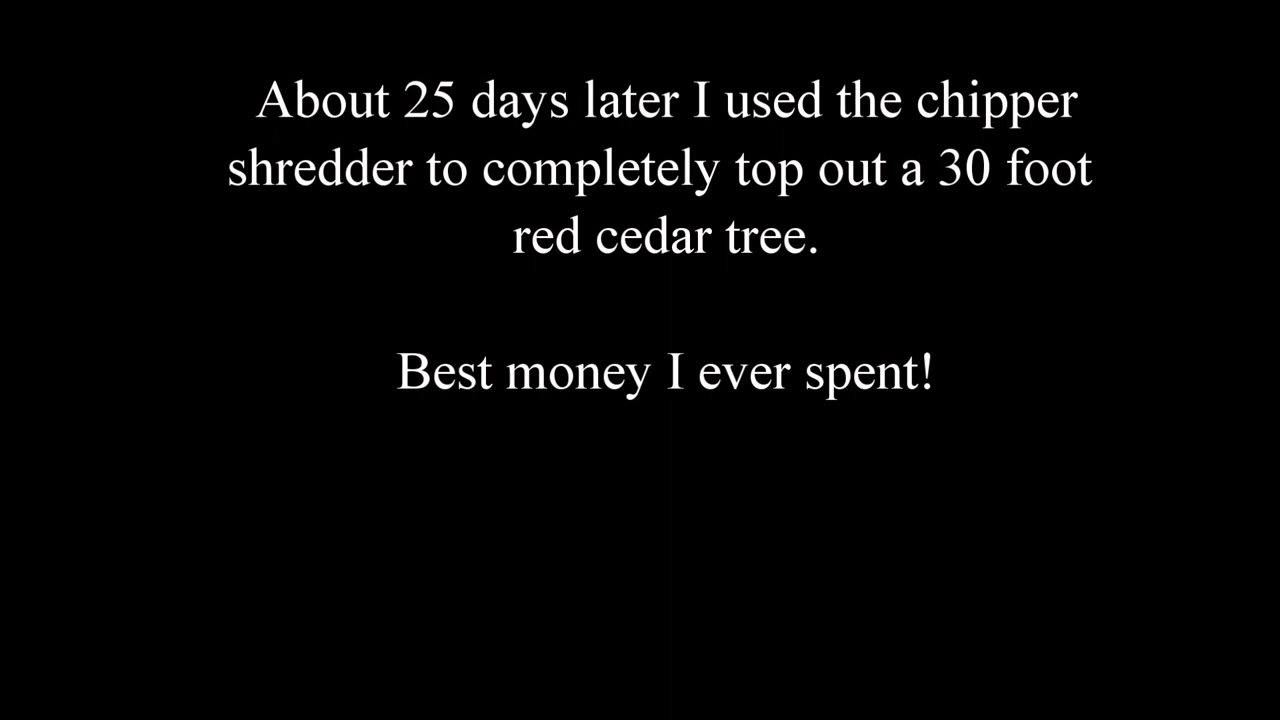 About 25 days later I used the chipper
shredder to completely top out a 30 foot
red cedar tree.
Best money I ever spent!